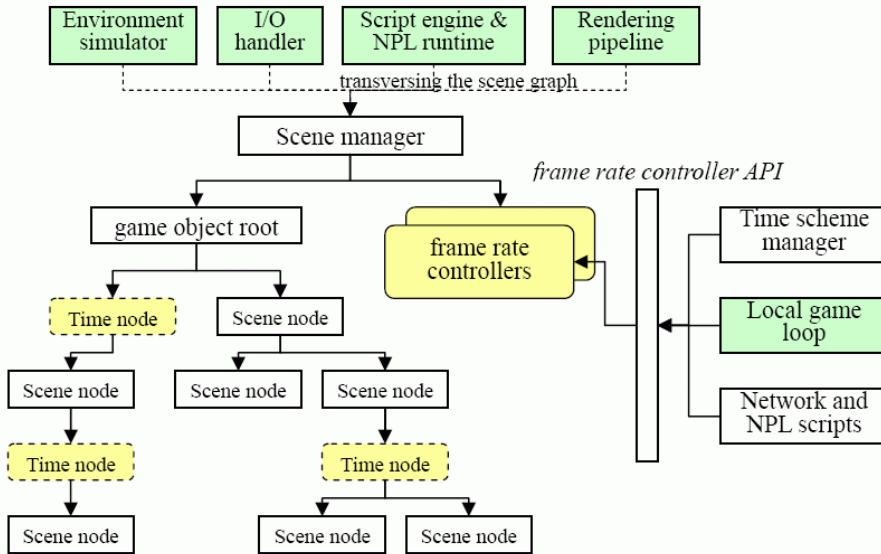 Environment
simulator
I/O
handler
Script engine &
NPL runtime
Rendering
pipeline
transversing the scene graph
Scene manager
frame rate controller API
game object root
frame rate
controllers
Time scheme
manager
Time node
Scene node
Local game
loop
Scene node
Scene node
Scene node
Network and
NPL scripts
Time node
Time node
Scene node
Scene node
Scene node